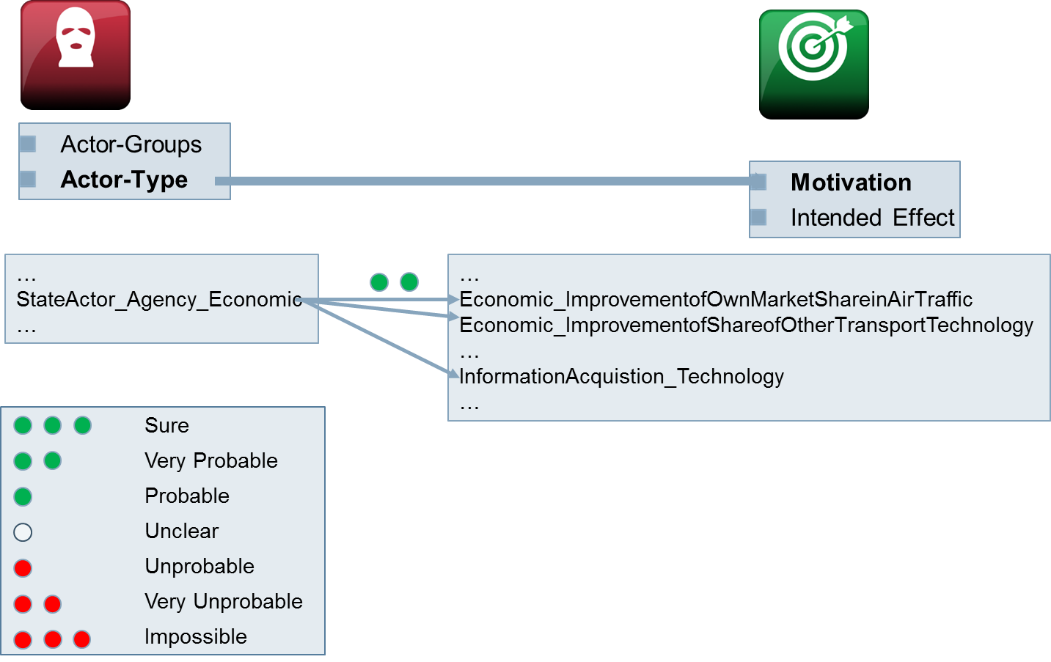 Actor-Groups
Actor-Type
Motivation
Intended Effect
...
StateActor_Agency_Economic
...
...
Economic_ImprovementofOwnMarketShareinAirTraffic
Economic_ImprovementofShareofOtherTransportTechnology
...
InformationAcquistion_Technology
...
Sure
Very Probable
Probable
Unclear
Unprobable
Very Unprobable
Impossible